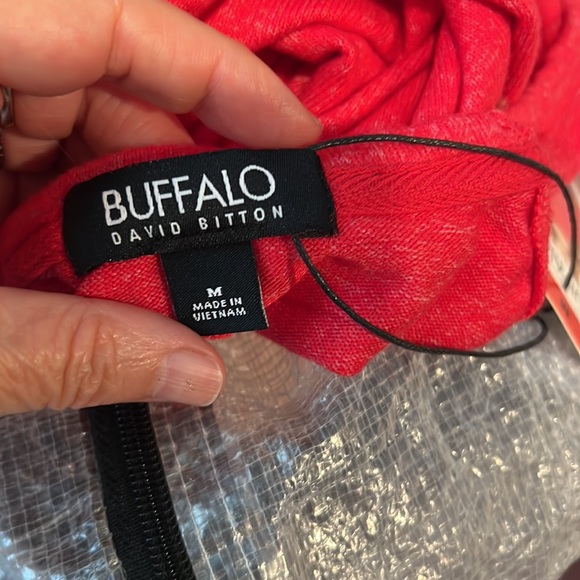 BUFFALO
DAVID BITTON
M
MADE IN
VIETNAM